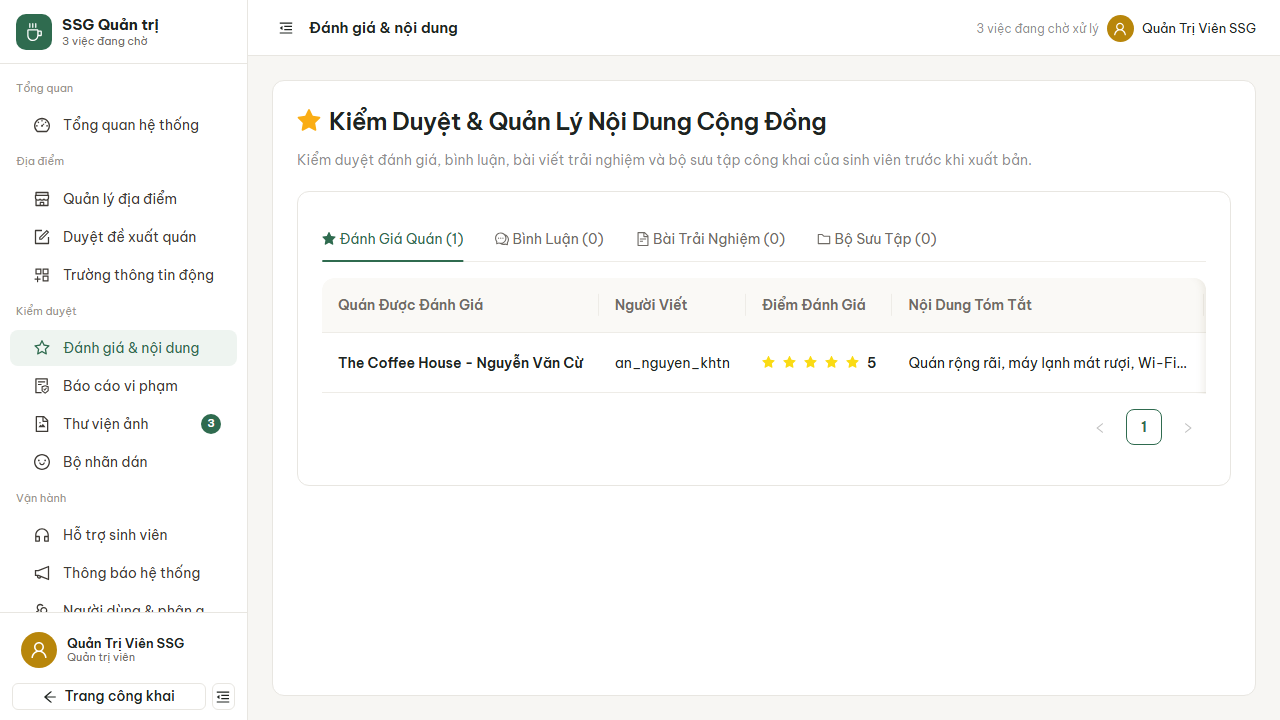 SSG Quản trị
3 việc đang chờ
Tổng quan
Tổng quan hệ thống
Địa điểm
Quản lý địa điểm
Duyệt đề xuất quán
Trường thông tin động
Kiểm duyệt
Đánh giá & nội dung
Báo cáo vi phạm
Thư viện ảnh 3
Bộ nhãn dán
Vận hành
Hỗ trợ sinh viên
Thông báo hệ thống
Người dùng & phân q
Quản Trị Viên SSG
Quản trị viên
Trang công khai
Đánh giá & nội dung
3 việc đang chờ xử lý
Quản Trị Viên SSG
Kiểm Duyệt & Quản Lý Nội Dung Cộng Đồng
Kiểm duyệt đánh giá, bình luận, bài viết trải nghiệm và bộ sưu tập công khai của sinh viên trước khi xuất bản.
Đánh Giá Quán (1) Bình Luận (0) Bài Trải Nghiệm (0) Bộ Sưu Tập (0)
Quán Được Đánh Giá Người Viết Điểm Đánh Giá Nội Dung Tóm Tắt
The Coffee House - Nguyễn Văn Cừ an_nguyen_khtn 5 Quán rộng rãi, máy lạnh mát rượi, Wi-Fi...
1